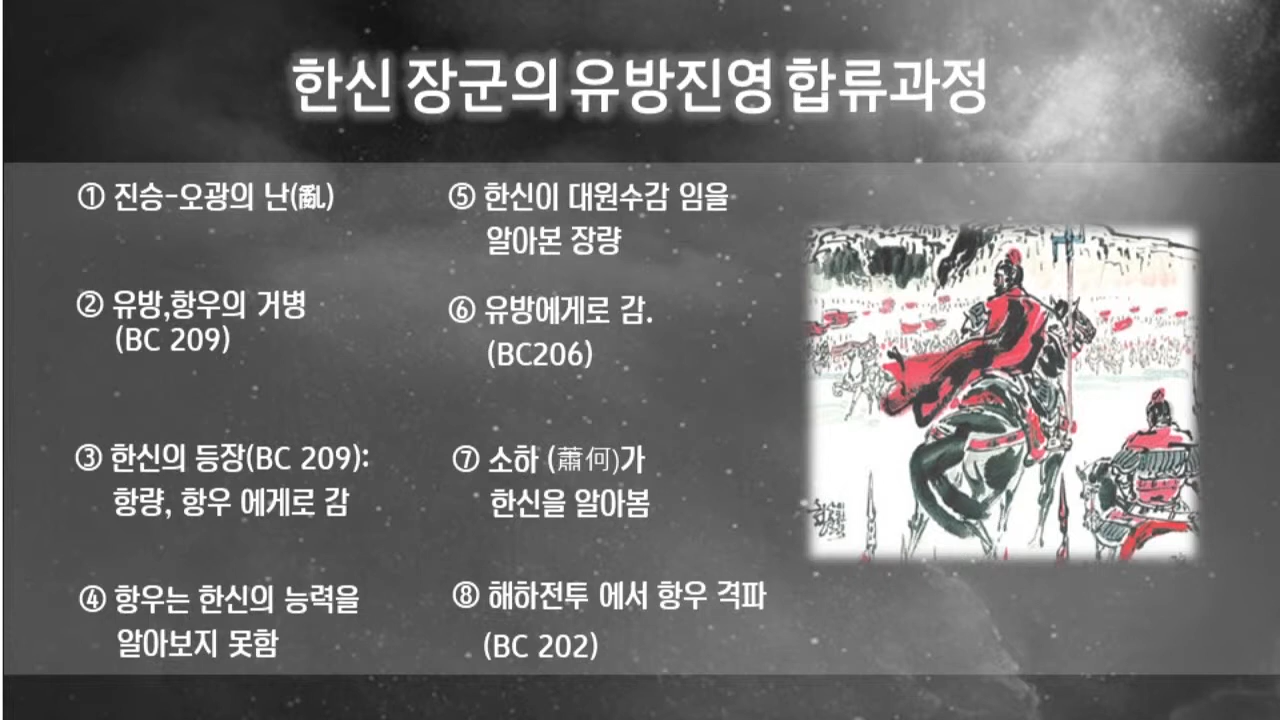 한신 장군의 유방진영 합류과정
① 진승-오광의 난(亂)
② 유방,항우의 거병
(BC 209)
③ 한신의 등장(BC 209):
항량, 항우 에게로 감
④ 항우는 한신의 능력을
알아보지 못함
⑤ 한신이 대원수감 임을
알아본 장량
⑥ 유방에게로 감.
(BC206)
⑦ 소하 (蕭何)가
한신을 알아봄
⑧ 해하전투 에서 항우 격파
(BC 202)